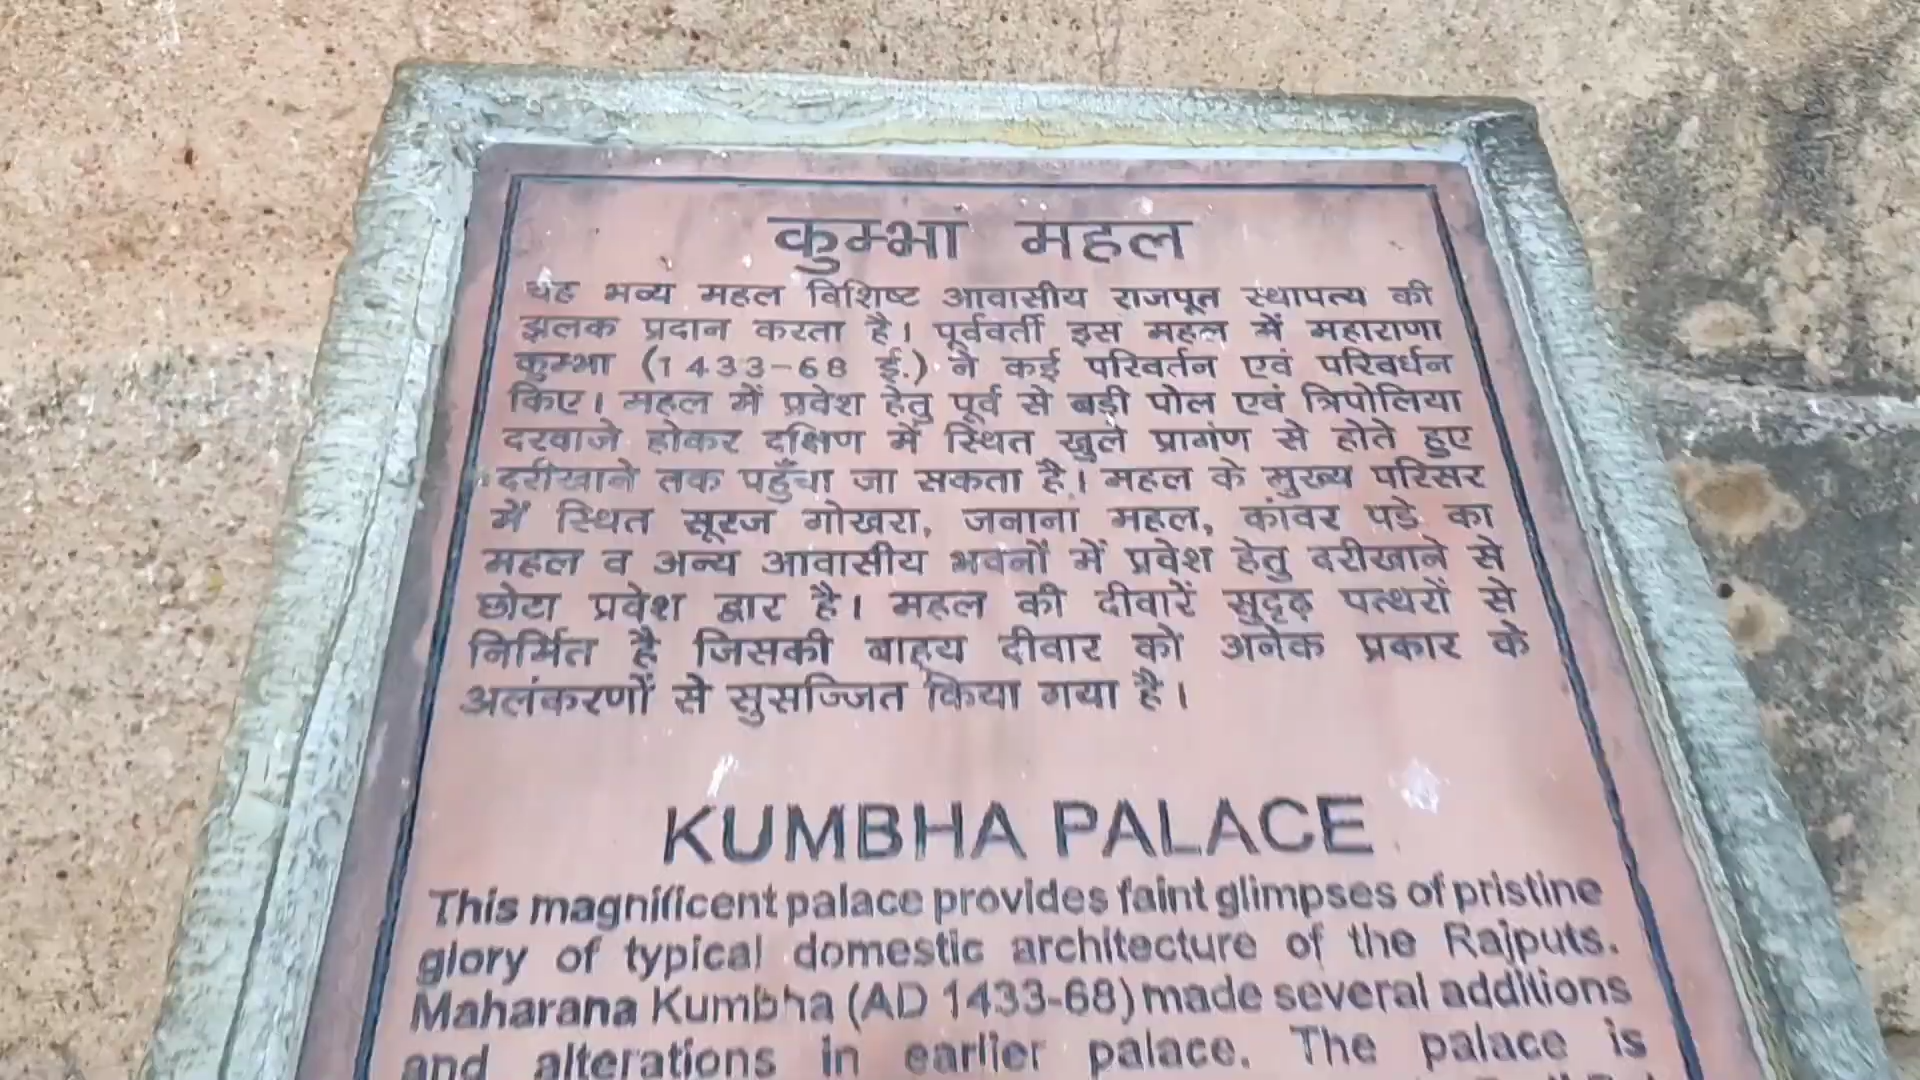 कुम्भा महल
यह भव्य महल विशिष्ट आवासीय राजपूत स्थापत्य की
झलक प्रदान करता है। पूर्ववर्ती इस महल में महाराणा
कुम्भा (1433-68 ई.) ने कई परिवर्तन एवं परिवर्धन
किए। महल में प्रवेश हेतु पूर्व से बड़ी पोल एवं त्रिपोलिया
दरवाजे होकर दक्षिण में स्थित खुले प्रागंण से होते हुए
दरीखाने तक पहुँचा जा सकता है। महल के मुख्य परिसर
में स्थित सूरज गोखरा, जनाना महल, कांवर पडे का
महल व अन्य आवासीय भवनों में प्रवेश हेतु दरीखाने से
छोटा प्रवेश द्वार है। महल की दीवारें सुदृढ़ पत्थरों से
निर्मित है जिसकी बाह्य दीवार को अनेक प्रकार के
अलंकरणों से सुसज्जित किया गया है।
KUMBHA PALACE
This magnificent palace provides faint glimpses of pristine
glory of typical domestic architecture of the Rajputs.
Maharana Kumbha (AD 1433-68) made several additions
and alterations in earlier palace. The palace is